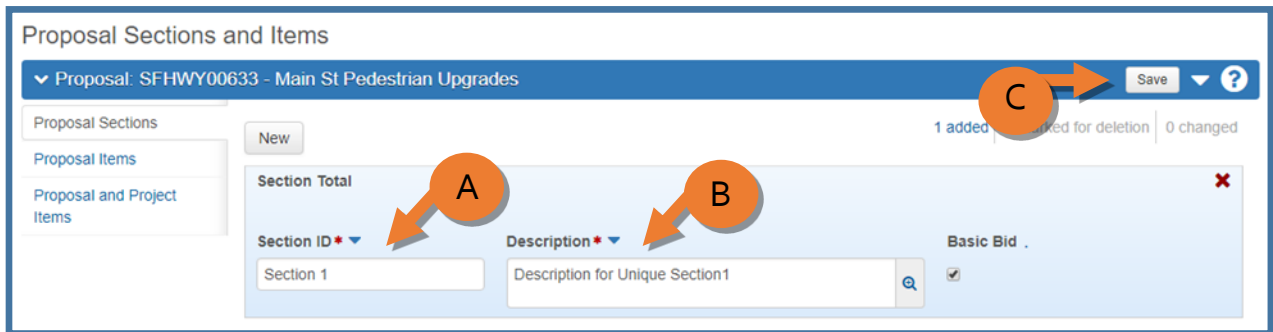 Proposal Sections and Items
Proposal: SFHWY00633 - Main St Pedestrian Upgrades
C
Save
?
Proposal Sections
Proposal Items
Proposal and Project
Items
New
1 added
for deletion
0 changed
Section Total
A
B
Section ID*
Description*
Basic Bid .
Section 1
Description for Unique Section1